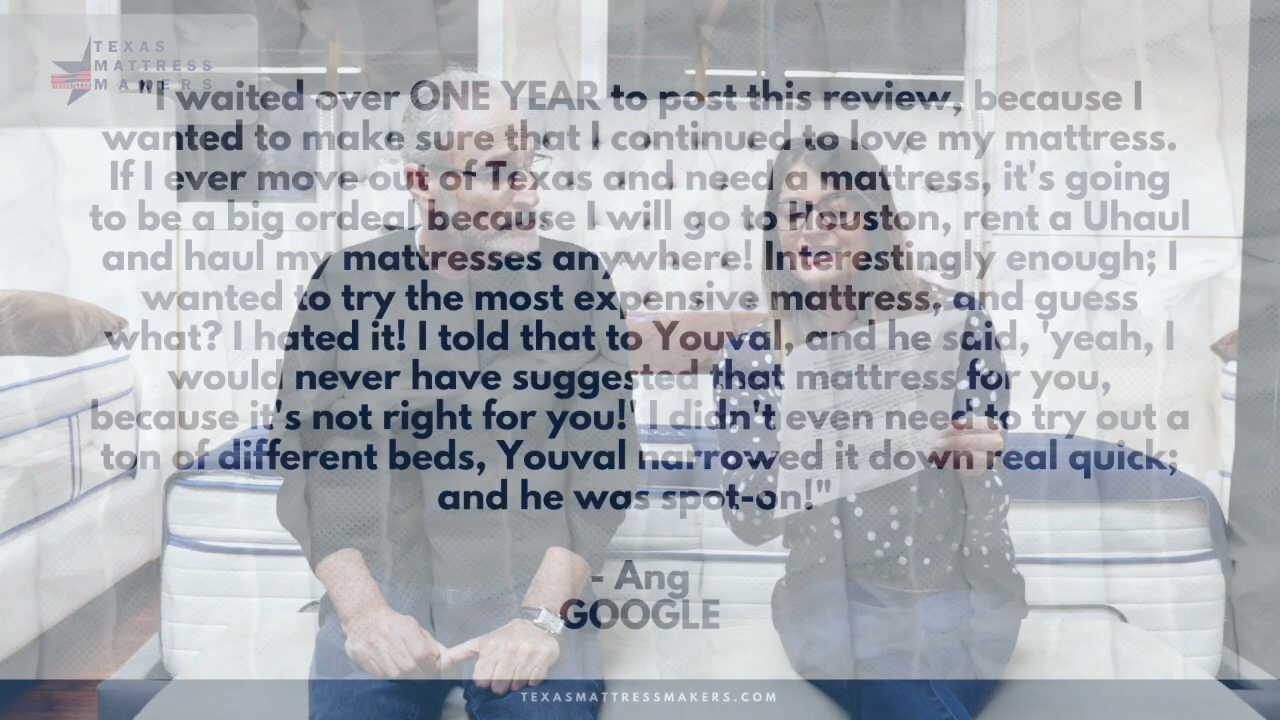 TEXAS
MATTRESS
MAKERS
"I waited over ONE YEAR to post this review, because I
wanted to make sure that I continued to love my mattress.
If I ever move out of Texas and need a mattress, it's going
to be a big ordeal because I will go to Houston, rent a Uhaul
and haul my mattresses anywhere! Interestingly enough; I
wanted to try the most expensive mattress, and guess
what? I hated it! I told that to Youval, and he said, 'yeah, I
would never have suggested that mattress for you,
because it's not right for you!' I didn't even need to try out a
ton of different beds, Youval narrowed it down real quick;
and he was spot-on!"
- Ang
GOOGLE
TEXASMATTRESSMAKERS.COM